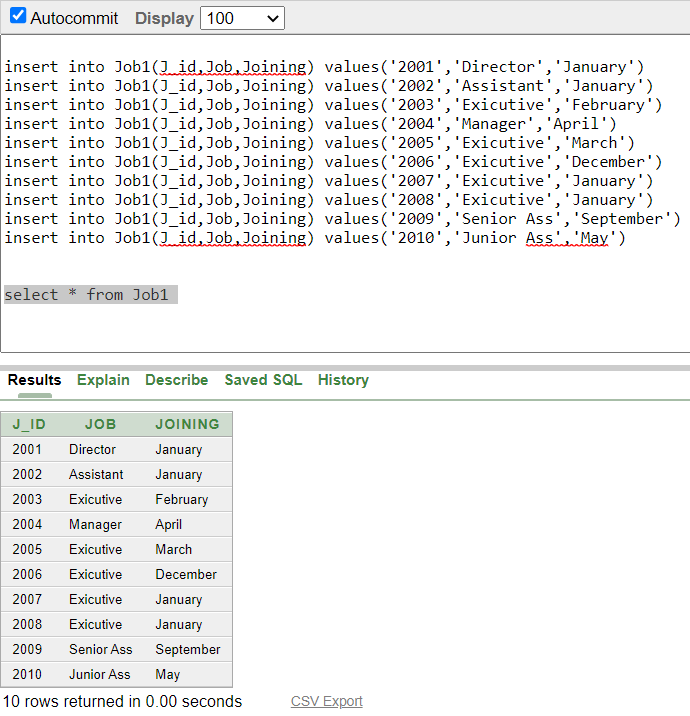 Autocommit Display 100
insert into Job1(J_id,Job,Joining) values('2001','Director','January')
insert into Job1(J_id,Job,Joining) values('2002','Assistant','January')
insert into Job1(J_id,Job,Joining) values('2003','Exicutive','February')
insert into Job1(J_id,Job,Joining) values('2004','Manager','April')
insert into Job1(J_id,Job,Joining) values('2005','Exicutive','March')
insert into Job1(J_id,Job,Joining) values('2006','Exicutive','December')
insert into Job1(J_id,Job,Joining) values('2007','Exicutive','January')
insert into Job1(J_id,Job,Joining) values('2008','Exicutive','January')
insert into Job1(J_id,Job,Joining) values('2009','Senior Ass','September')
insert into Job1(J_id,Job,Joining) values('2010','Junior Ass','May')
select * from Job1
Results Explain Describe Saved SQL History
J_ID JOB JOINING
2001 Director January
2002 Assistant January
2003 Exicutive February
2004 Manager April
2005 Exicutive March
2006 Exicutive December
2007 Exicutive January
2008 Exicutive January
2009 Senior Ass September
2010 Junior Ass May
10 rows returned in 0.00 seconds CSV Export